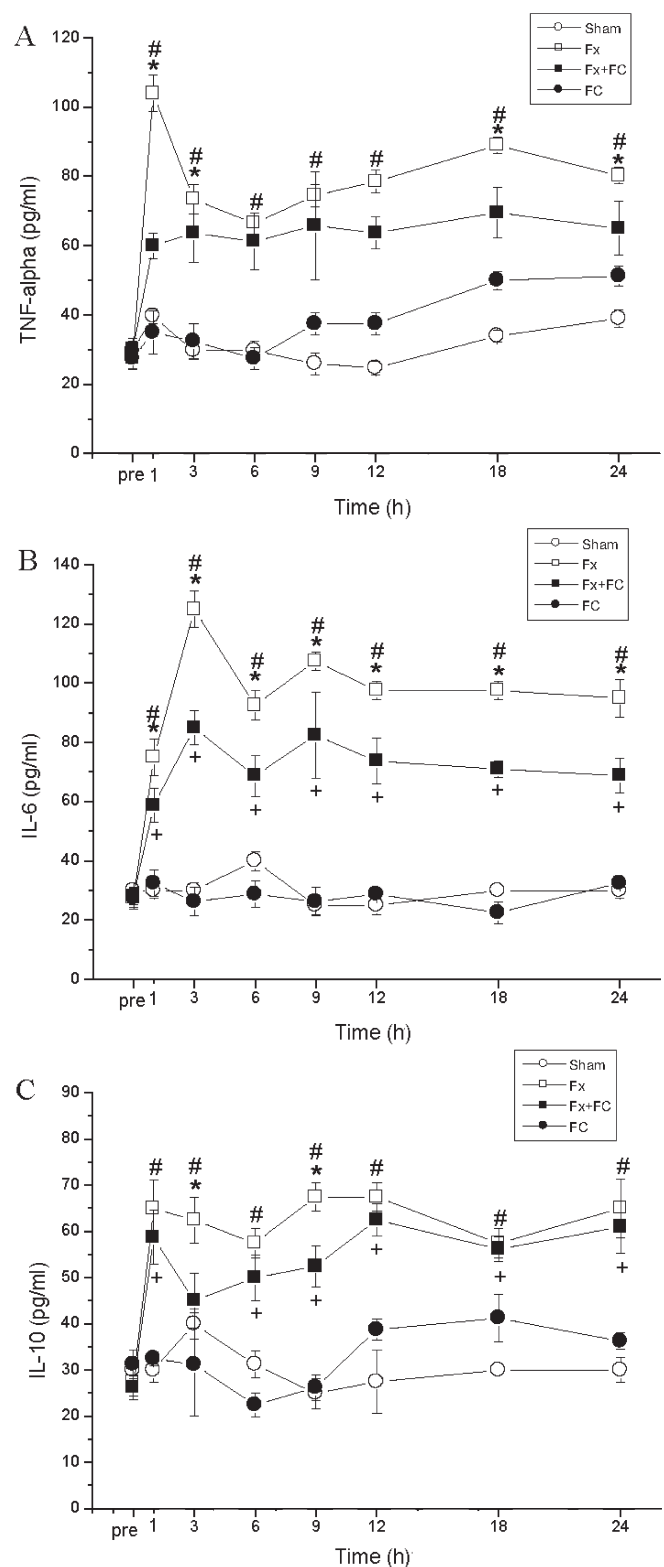 A
Sham
Fx
Fx+FC
FC
TNF-alpha (pg/ml)
120
100
80
60
40
20
0
# # # # # # #
* * * *
pre 1 3 6 9 12 18 24
Time (h)
B
Sham
Fx
Fx+FC
FC
IL-6 (pg/ml)
140
120
100
80
60
40
20
0
# # # # # # #
* * * * * * *
+ + + + + + +
pre 1 3 6 9 12 18 24
Time (h)
C
Sham
Fx
Fx+FC
FC
IL-10 (pg/ml)
90
80
70
60
50
40
30
20
10
0
# # # # # # #
* *
+ + + + + +
pre 1 3 6 9 12 18 24
Time (h)